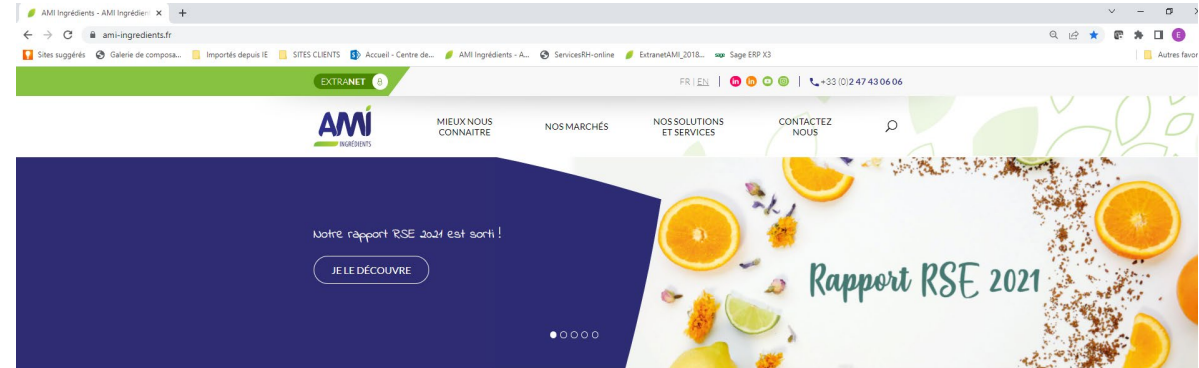 AMI Ingrédients - AMI Ingrédien
ami-ingredients.fr
E
Sites suggérés
Galerie de composa...
Importés depuis IE
SITES CLIENTS
Accueil - Centre de...
AMI Ingrédients - A...
ServicesRH-online
ExtranetAMI_2018...
Sage ERP X3
Autres favor
EXTRANET
FR | EN
+33 (0)2 47 43 06 06
AMÍ
INGRÉDIENTS
MIEUX NOUS
CONNAITRE
NOS MARCHÉS
NOS SOLUTIONS
ET SERVICES
CONTACTEZ
NOUS
Notre rapport RSE 2021 est sorti !
JE LE DÉCOUVRE
Rapport RSE 2021